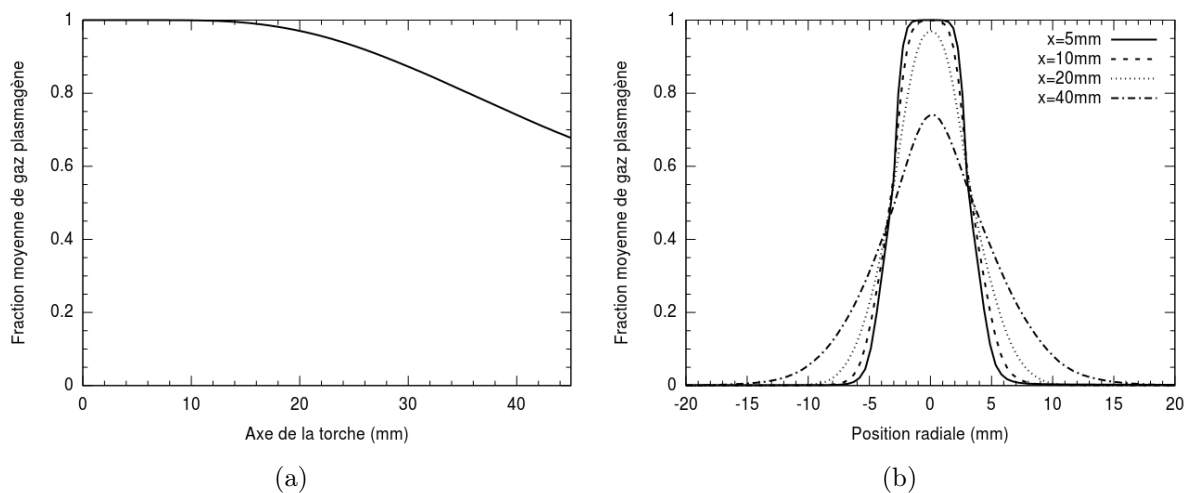 Fraction moyenne de gaz plasmagène
1
0.8
0.6
0.4
0.2
0
0 10 20 30 40
Axe de la torche (mm)
(a)
Fraction moyenne de gaz plasmagène
1
0.8
0.6
0.4
0.2
0
x=5mm
x=10mm
x=20mm
x=40mm
-20 -15 -10 -5 0 5 10 15 20
Position radiale (mm)
(b)